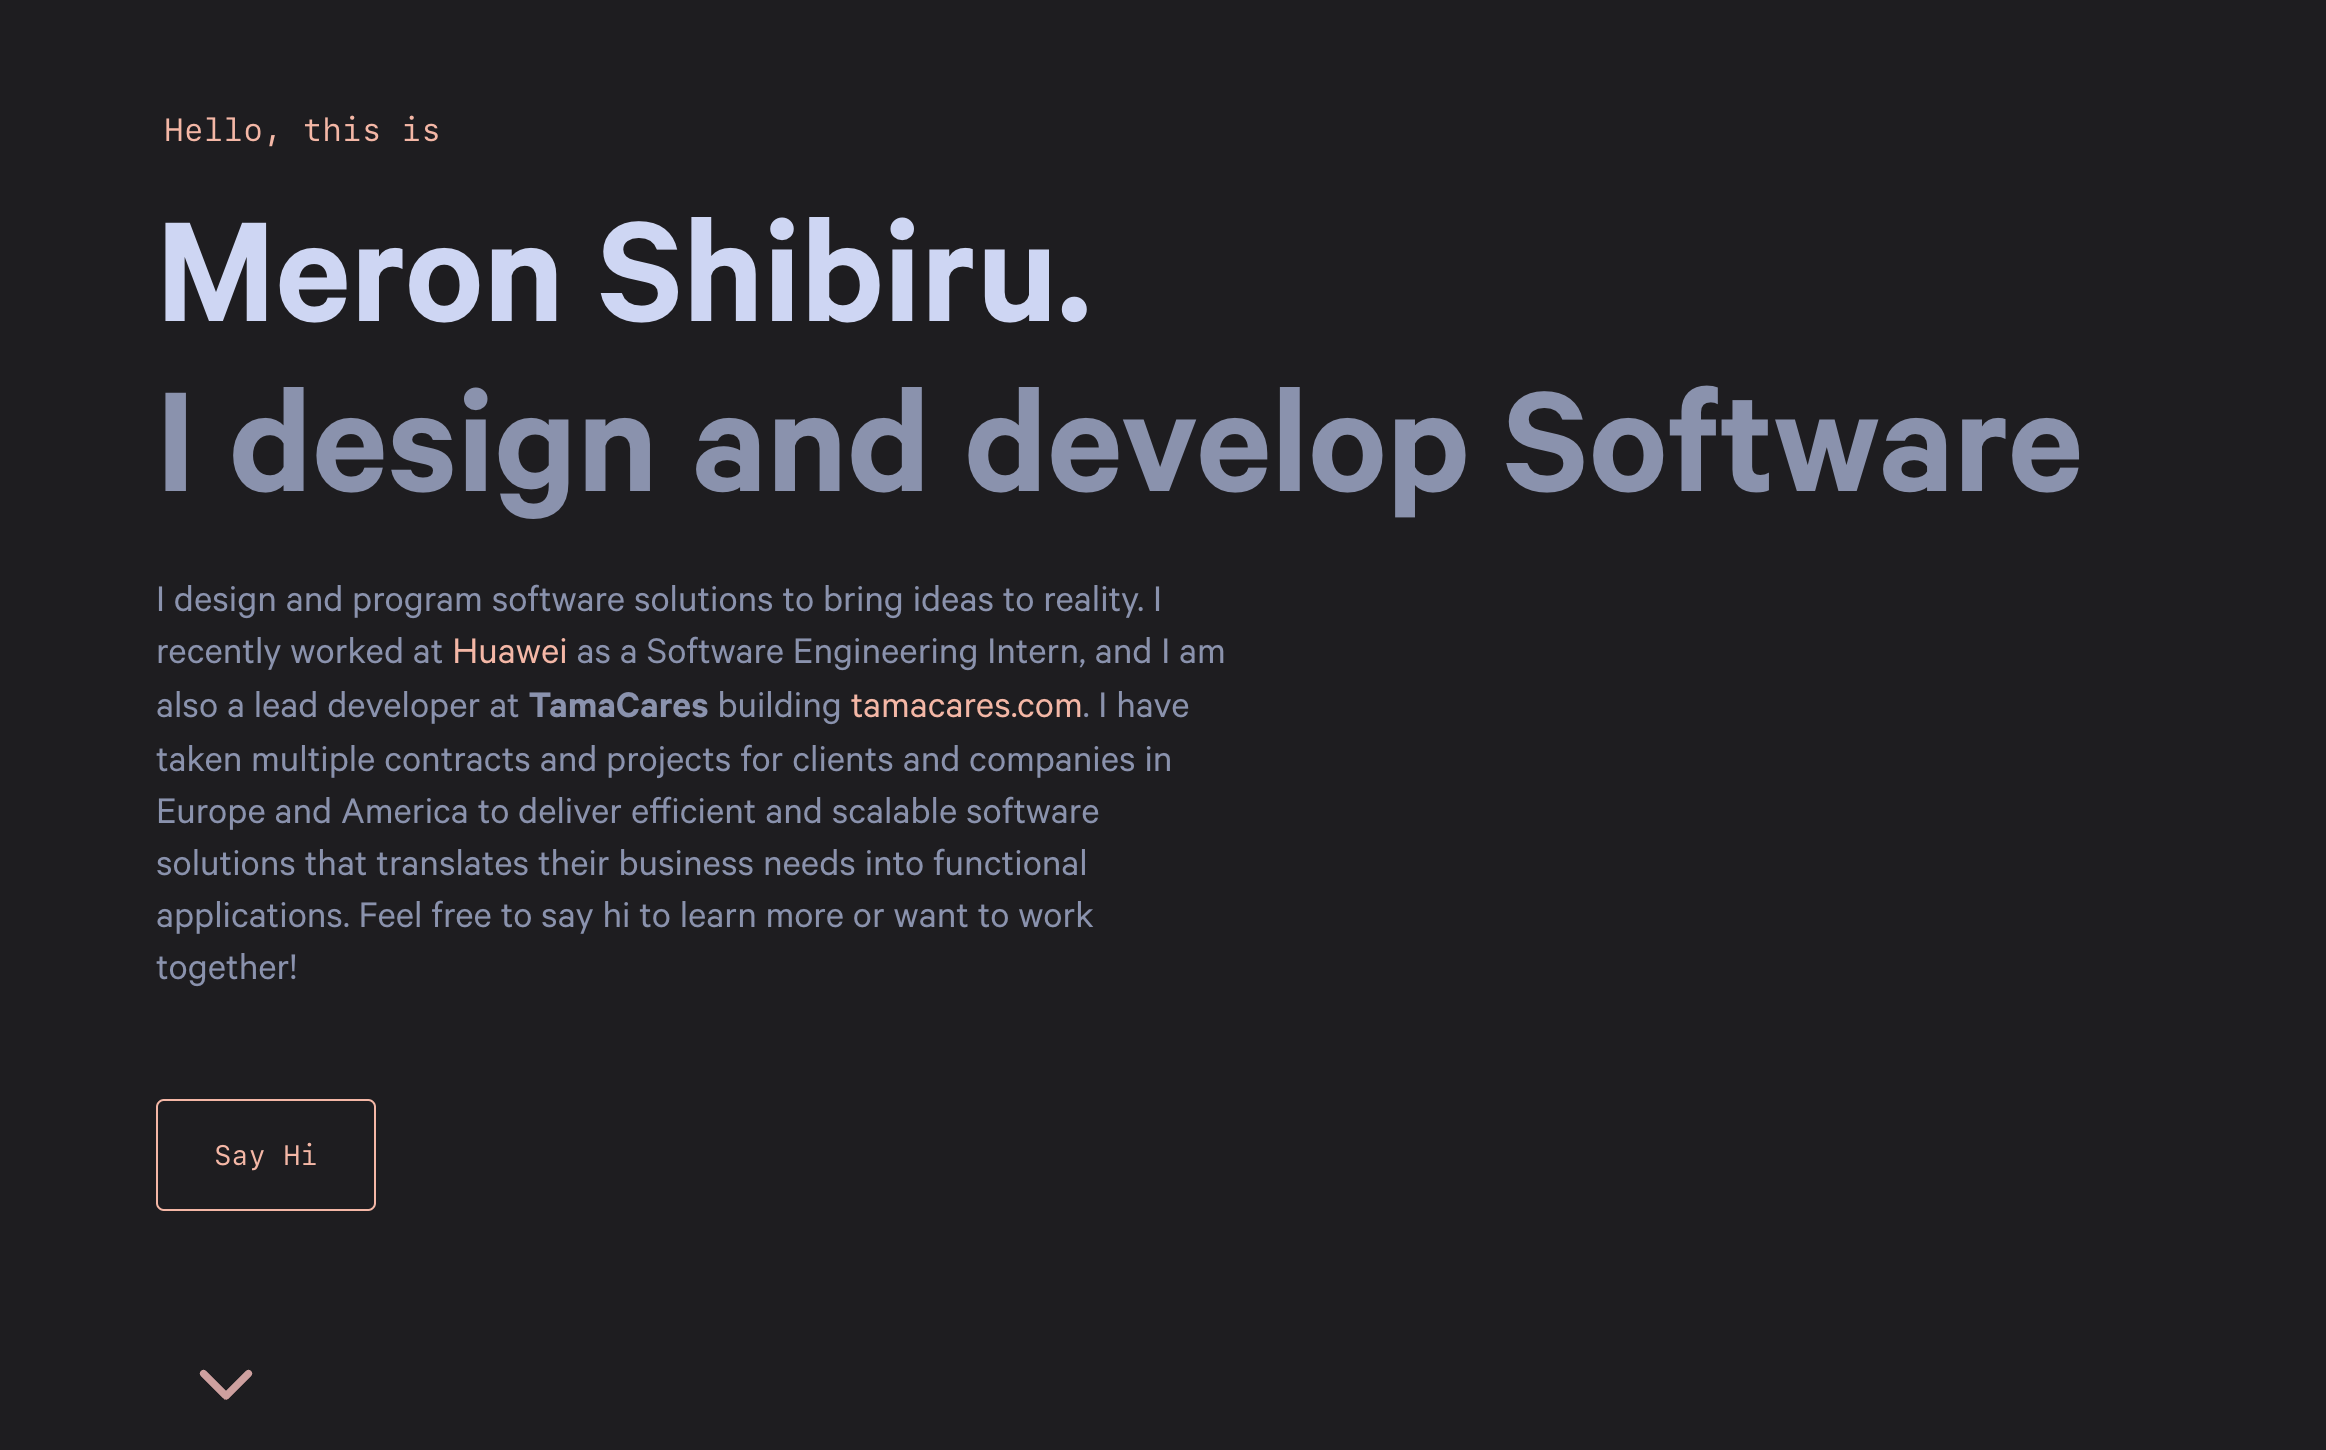 Hello, this is
Meron Shibiru.
I design and develop Software
I design and program software solutions to bring ideas to reality. I
recently worked at Huawei as a Software Engineering Intern, and I am
also a lead developer at TamaCares building tamacares.com. I have
taken multiple contracts and projects for clients and companies in
Europe and America to deliver efficient and scalable software
solutions that translates their business needs into functional
applications. Feel free to say hi to learn more or want to work
together!
Say Hi